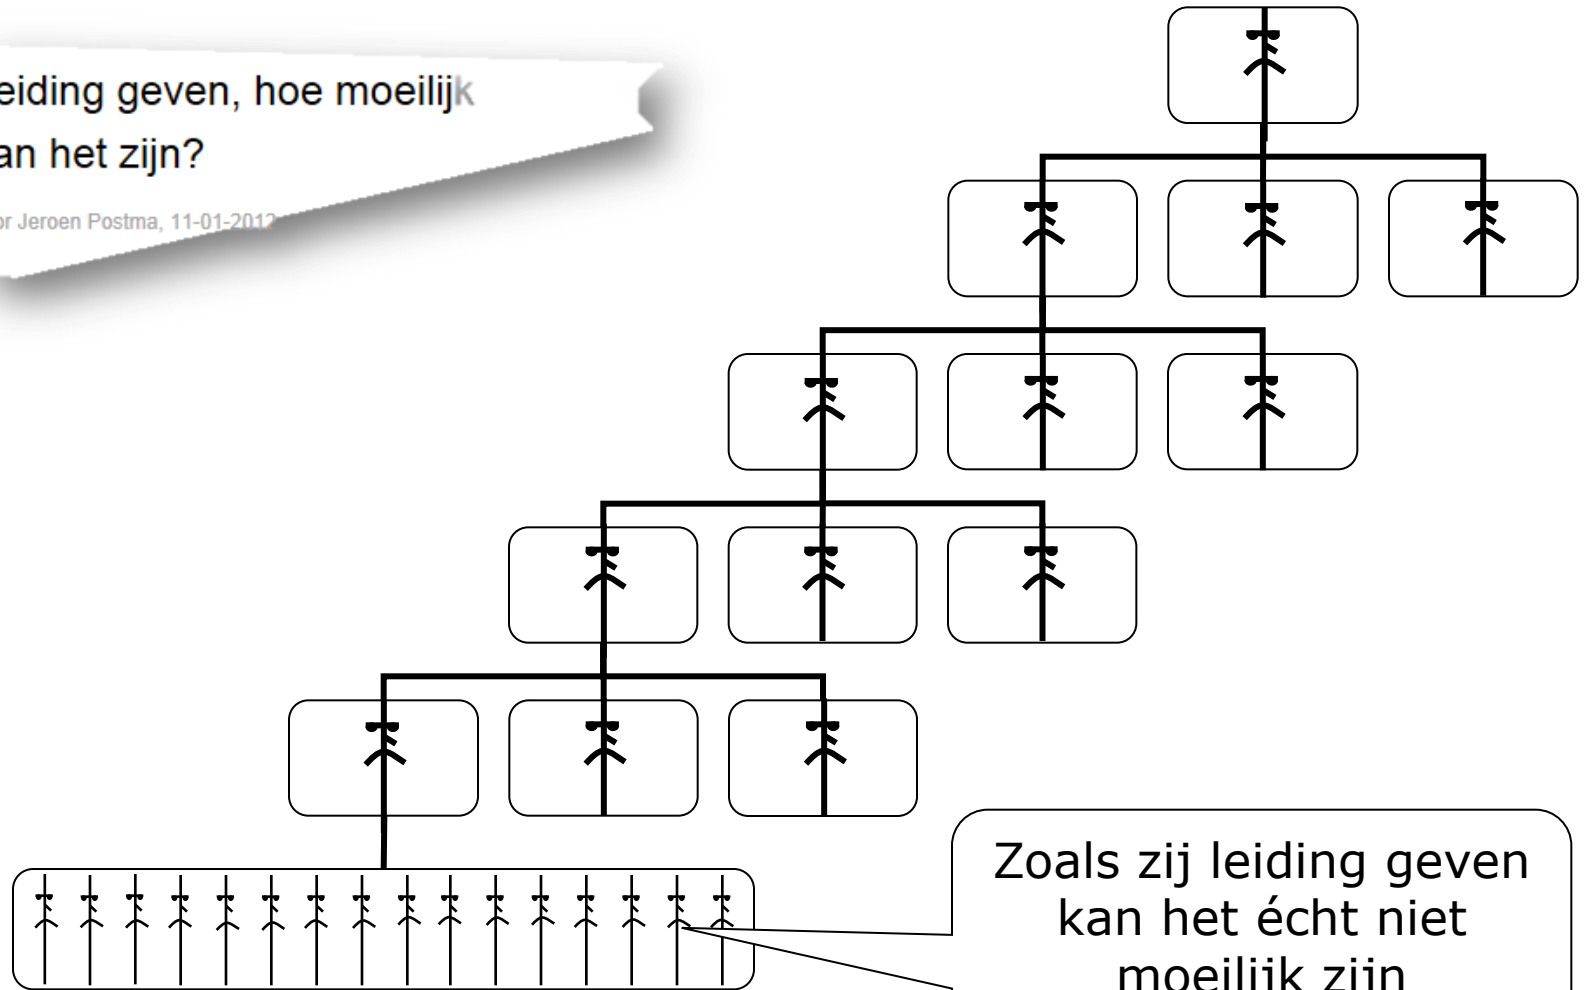 eiding geven, hoe moeilijk
an het zijn?
or Jeroen Postma, 11-01-2012
Zoals zij leiding geven
kan het écht niet
moeilijk zijn